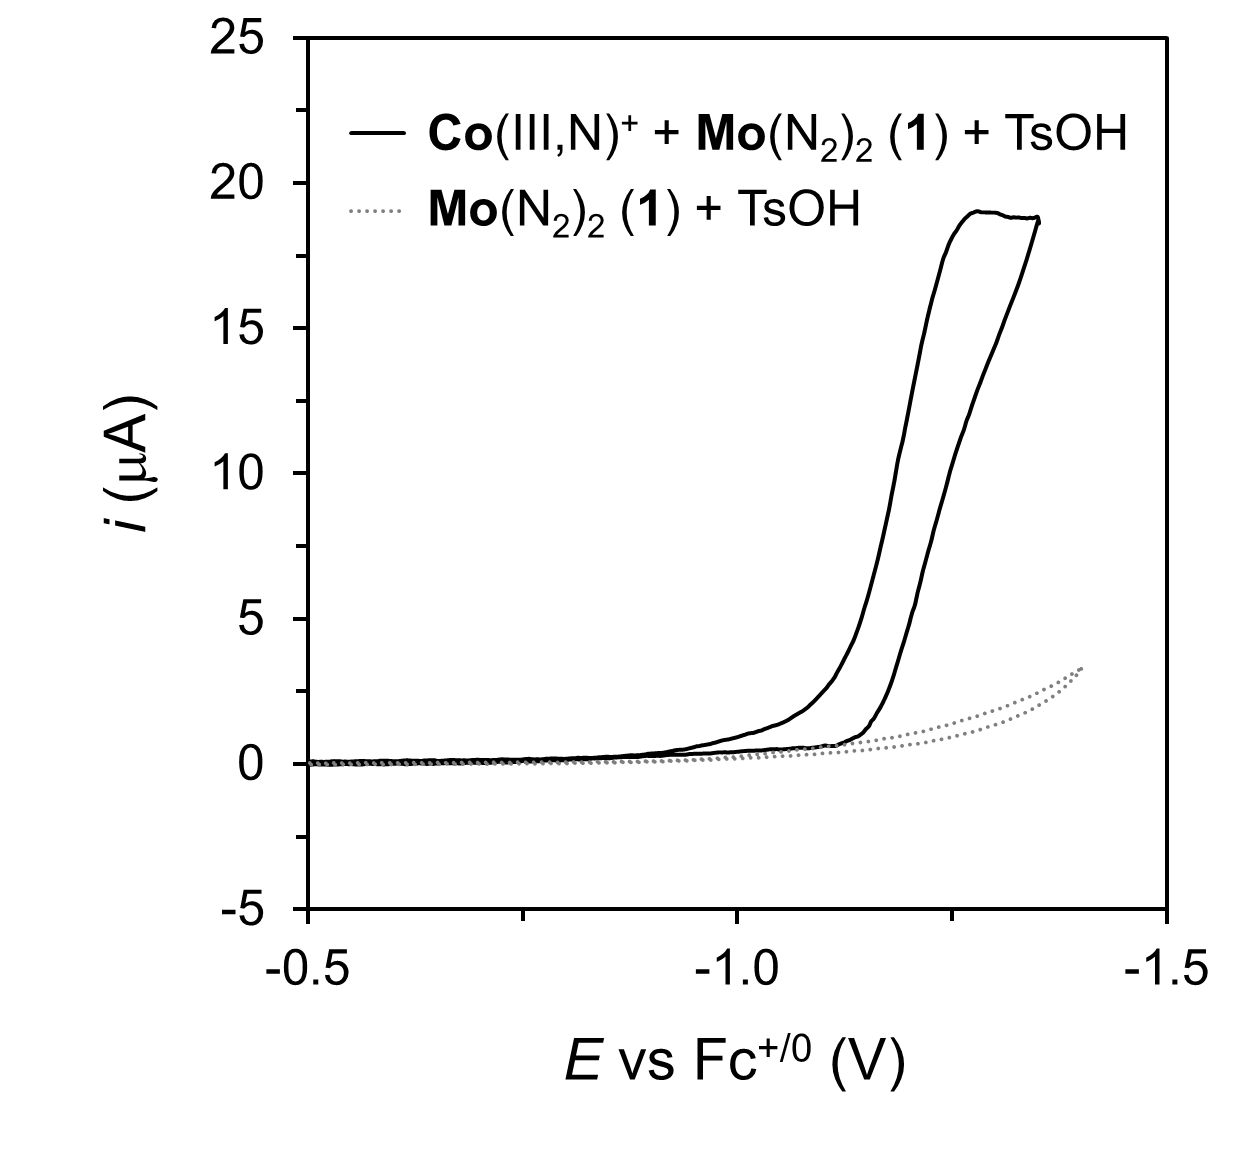 25
Co(III,N)⁺ + Mo(N₂)₂ (1) + TsOH
20
Mo(N₂)₂ (1) + TsOH
15
10
5
0
-5
i (μA)
-0.5 -1.0 -1.5
E vs Fc⁺/⁰ (V)